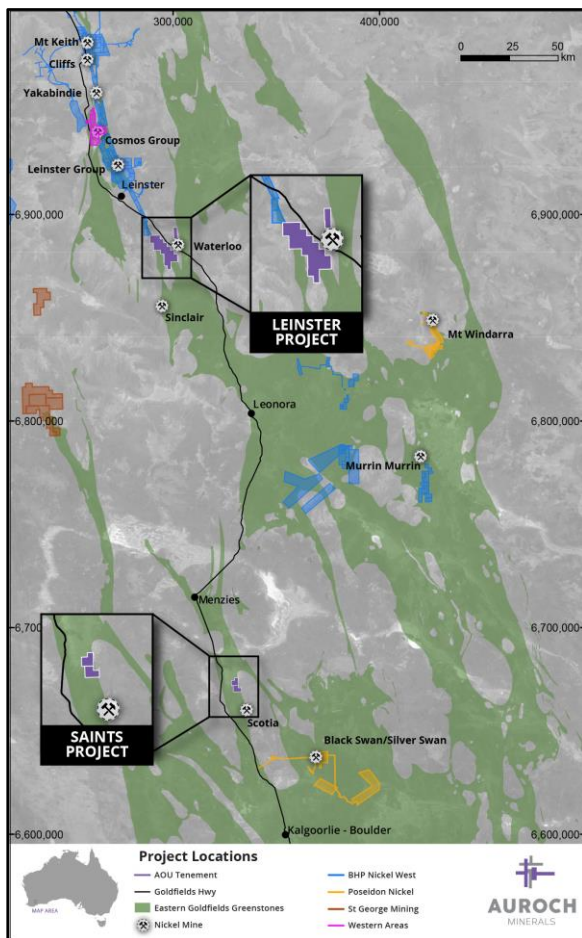 300,000 400,000
Mt Keith
Cliffs
0 25 50
km
Yakabindie
Cosmos Group
Leinster Group
Leinster
6,900,000 6,900,000
Waterloo
Sinclair
LEINSTER
PROJECT
Mt Windarra
Leonora
6,800,000 6,800,000
Murrin Murrin
Menzies
6,700,000 6,700,000
SAINTS
PROJECT
Scotia
Black Swan/Silver Swan
6,600,000 6,600,000
Kalgoorlie - Boulder
Project Locations
AOU Tenement
Goldfields Hwy
Eastern Goldfields Greenstones
Nickel Mine
BHP Nickel West
Poseidon Nickel
St George Mining
Western Areas
MAP AREA
AUROCH
MINERALS